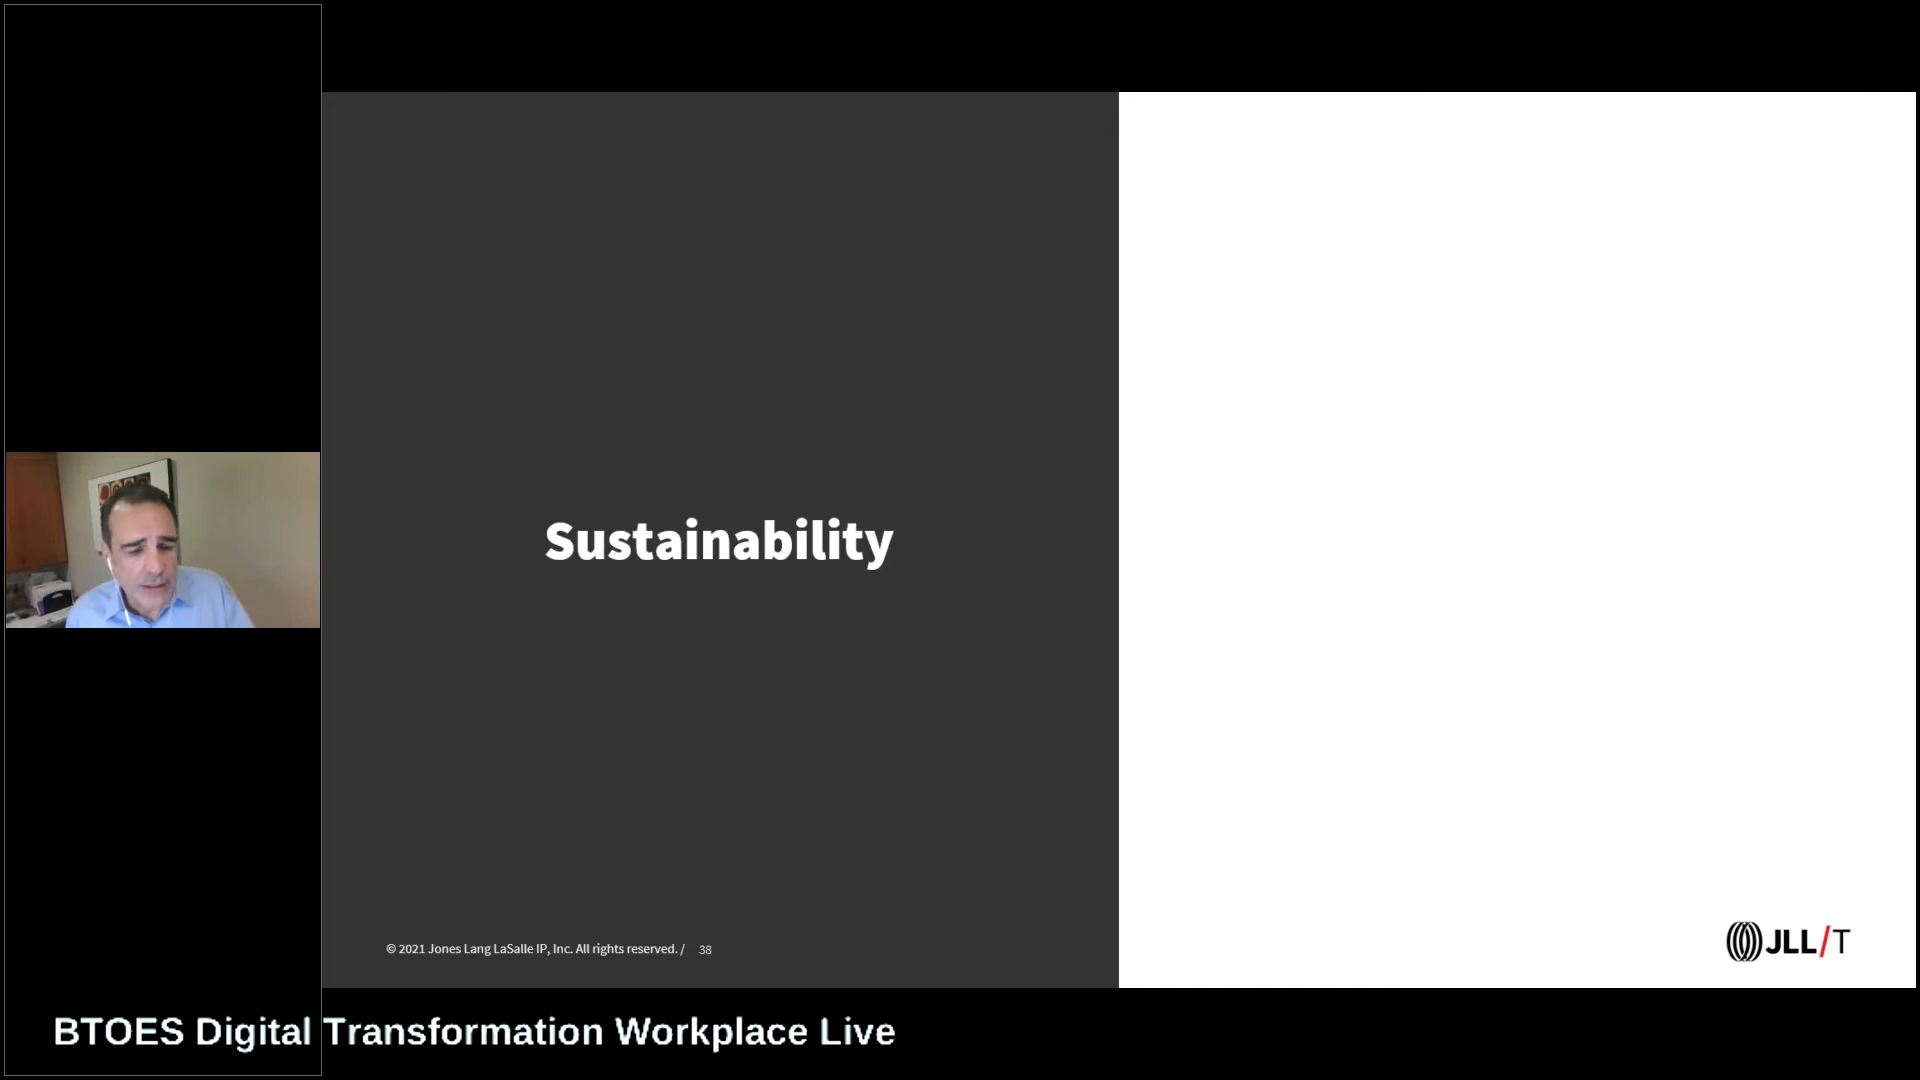 Sustainability
© 2021 Jones Lang LaSalle IP, Inc. All rights reserved. / 38
JLL/T
BTOES Digital Transformation Workplace Live